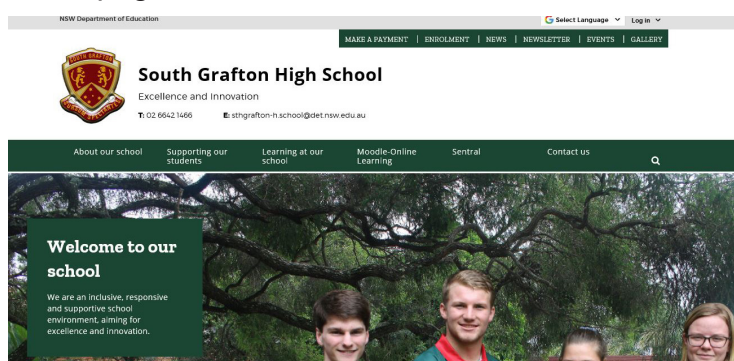 NSW Department of Education
Select Language
Log in
MAKE A PAYMENT | ENROLMENT | NEWS | NEWSLETTER | EVENTS | GALLERY
SOUTH GRAFTON
South Grafton High School
Excellence and Innovation
T: 02 6642 1466 E: sthgrafton-h.school@det.nsw.edu.au
About our school
Supporting our
students
Learning at our
school
Moodle-Online
Learning
Sentral
Contact us
Welcome to our
school
We are an inclusive, responsive
and supportive school
environment, aiming for
excellence and innovation.